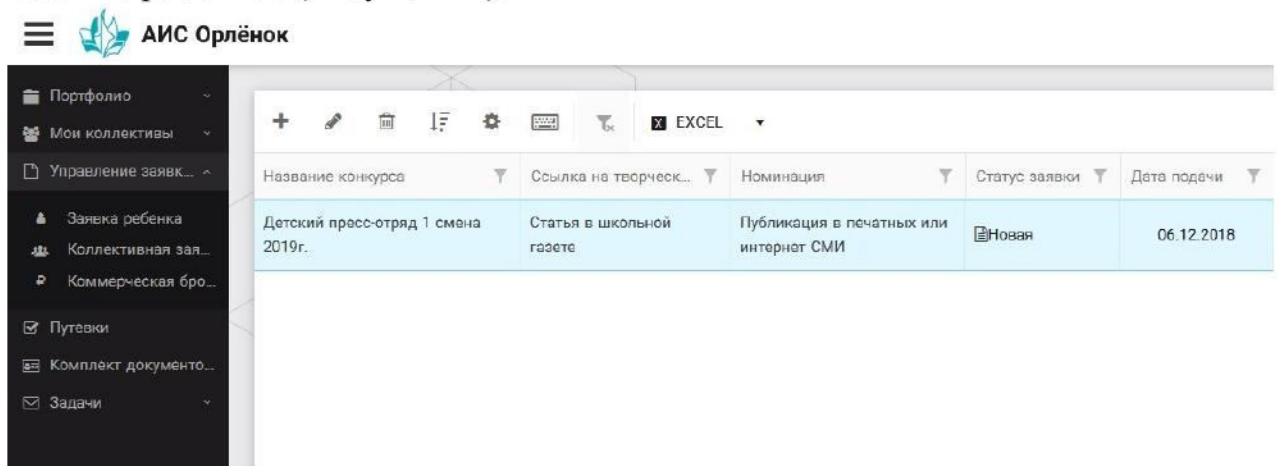 АИС Орлёнок
Портфолио
Мои коллективы
Управление заявк...
Заявка ребенка
Коллективная зая...
Коммерческая бро...
Путевки
Комплект документо...
Задачи
EXCEL
Название конкурса Ссылка на творческ... Номинация Статус заявки Дата подачи
Детский пресс-отряд 1 смена Статья в школьной Публикация в печатных или Новая 06.12.2018
2019г. газете интернет СМИ